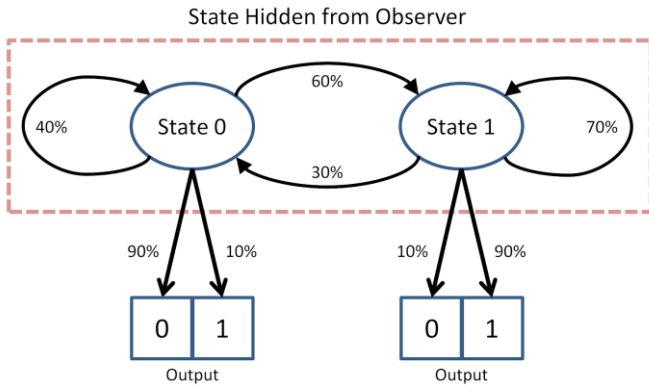 State Hidden from Observer
60%
40%
State 0
State 1
70%
30%
90%
10%
10%
90%
0
1
0
1
Output
Output